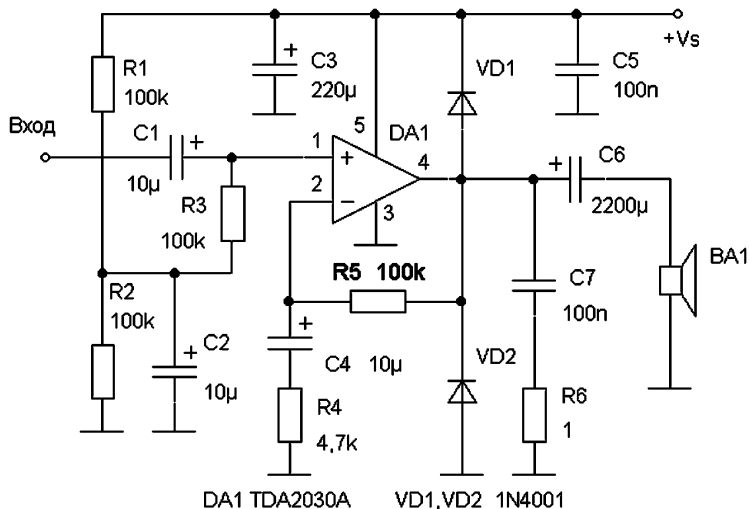 +Vs
R1
100k
C3
220µ
VD1
C5
100n
Вход
C1
+
10µ
+
5
DA1
1
+
4
2
−
3
R3
100k
+
C6
2200µ
R5 100k
R2
100k
C2
+
10µ
+
C4 10µ
R4
4,7k
VD2
C7
100n
R6
1
BA1
DA1 TDA2030A
VD1,VD2 1N4001